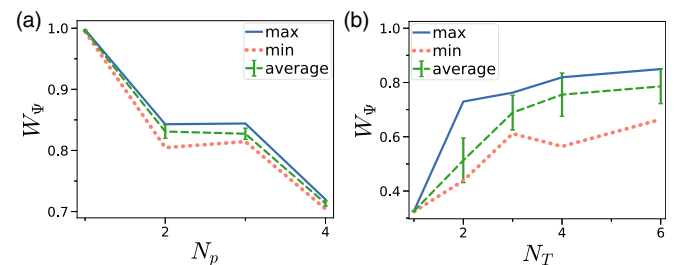 (a)
1.0
0.9
0.8
0.7
W_Ψ
2
4
N_p
max
min
average
(b)
1.0
0.8
0.6
0.4
W_Ψ
2
4
6
N_T
max
min
average